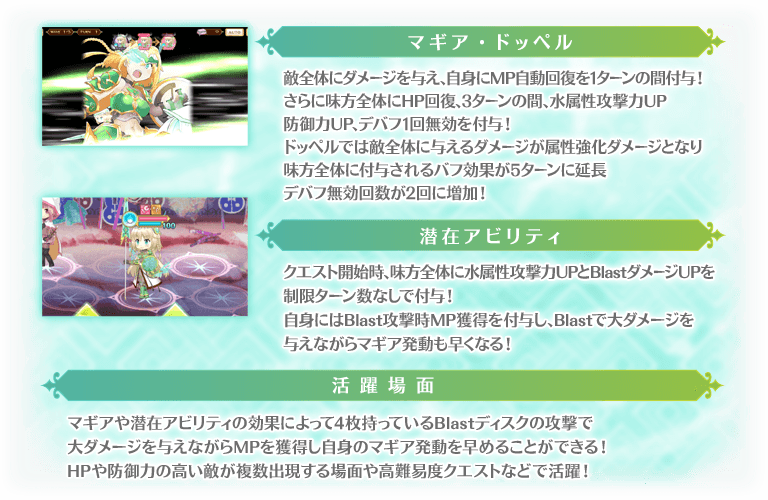 マギア・ドッペル
敵全体にダメージを与え、自身にMP自動回復を1ターンの間付与！
さらに味方全体にHP回復、3ターンの間、水属性攻撃力UP
防御力UP、デバフ1回無効を付与！
ドッペルでは敵全体に与えるダメージが属性強化ダメージとなり
味方全体に付与されるバフ効果が5ターンに延長
デバフ無効回数が2回に増加！
100
潜在アビリティ
クエスト開始時、味方全体に水属性攻撃力UPとBlastダメージUPを
制限ターン数なしで付与！
自身にはBlast攻撃時MP獲得を付与し、Blastで大ダメージを
与えながらマギア発動も早くなる！
活躍場面
マギアや潜在アビリティの効果によって4枚持っているBlastディスクの攻撃で
大ダメージを与えながらMPを獲得し自身のマギア発動を早めることができる！
HPや防御力の高い敵が複数出現する場面や高難易度クエストなどで活躍！